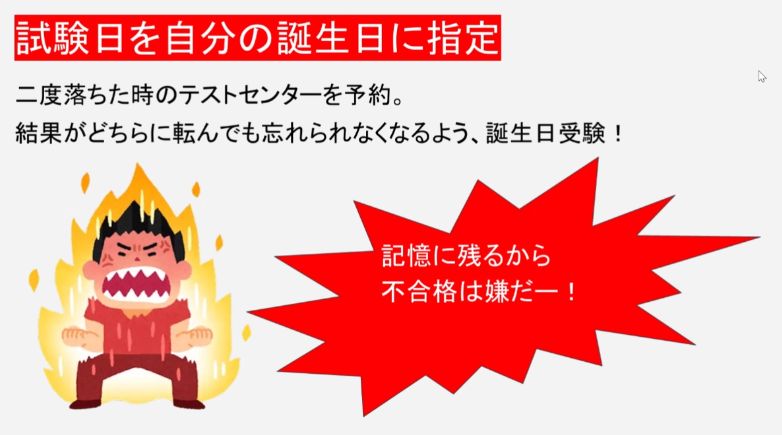 試験日を自分の誕生日に指定
二度落ちた時のテストセンターを予約。
結果がどちらに転んでも忘れられなくなるよう、誕生日受験！
記憶に残るから
不合格は嫌だー！